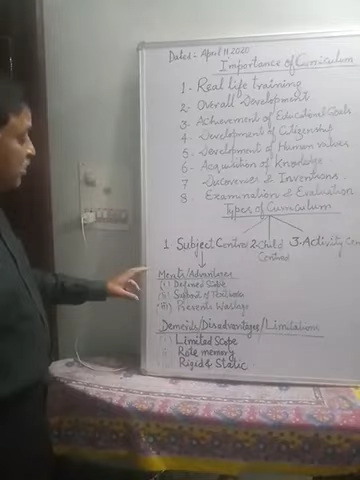 Dated - April 11, 2020
Importance of Curriculum
1 - Real life training
2 - Overall Development
3 - Achievement of Educational Goals
4 - Development of Citizenship
5 - Development of Human values
6 - Acquisition of Knowledge
7 - Discoveries & Inventions
8 Examination & Evaluation
Types of Curriculum
1 Subject Centred 2- Child Centred 3- Activity Cen
Merits/Advantages
(i) Defined Scope
(ii) Support of
(iii) Prevents Wastage
Demerits/Disadvantages/Limitations
Limited Scope
Rote memory
Rigid & Static